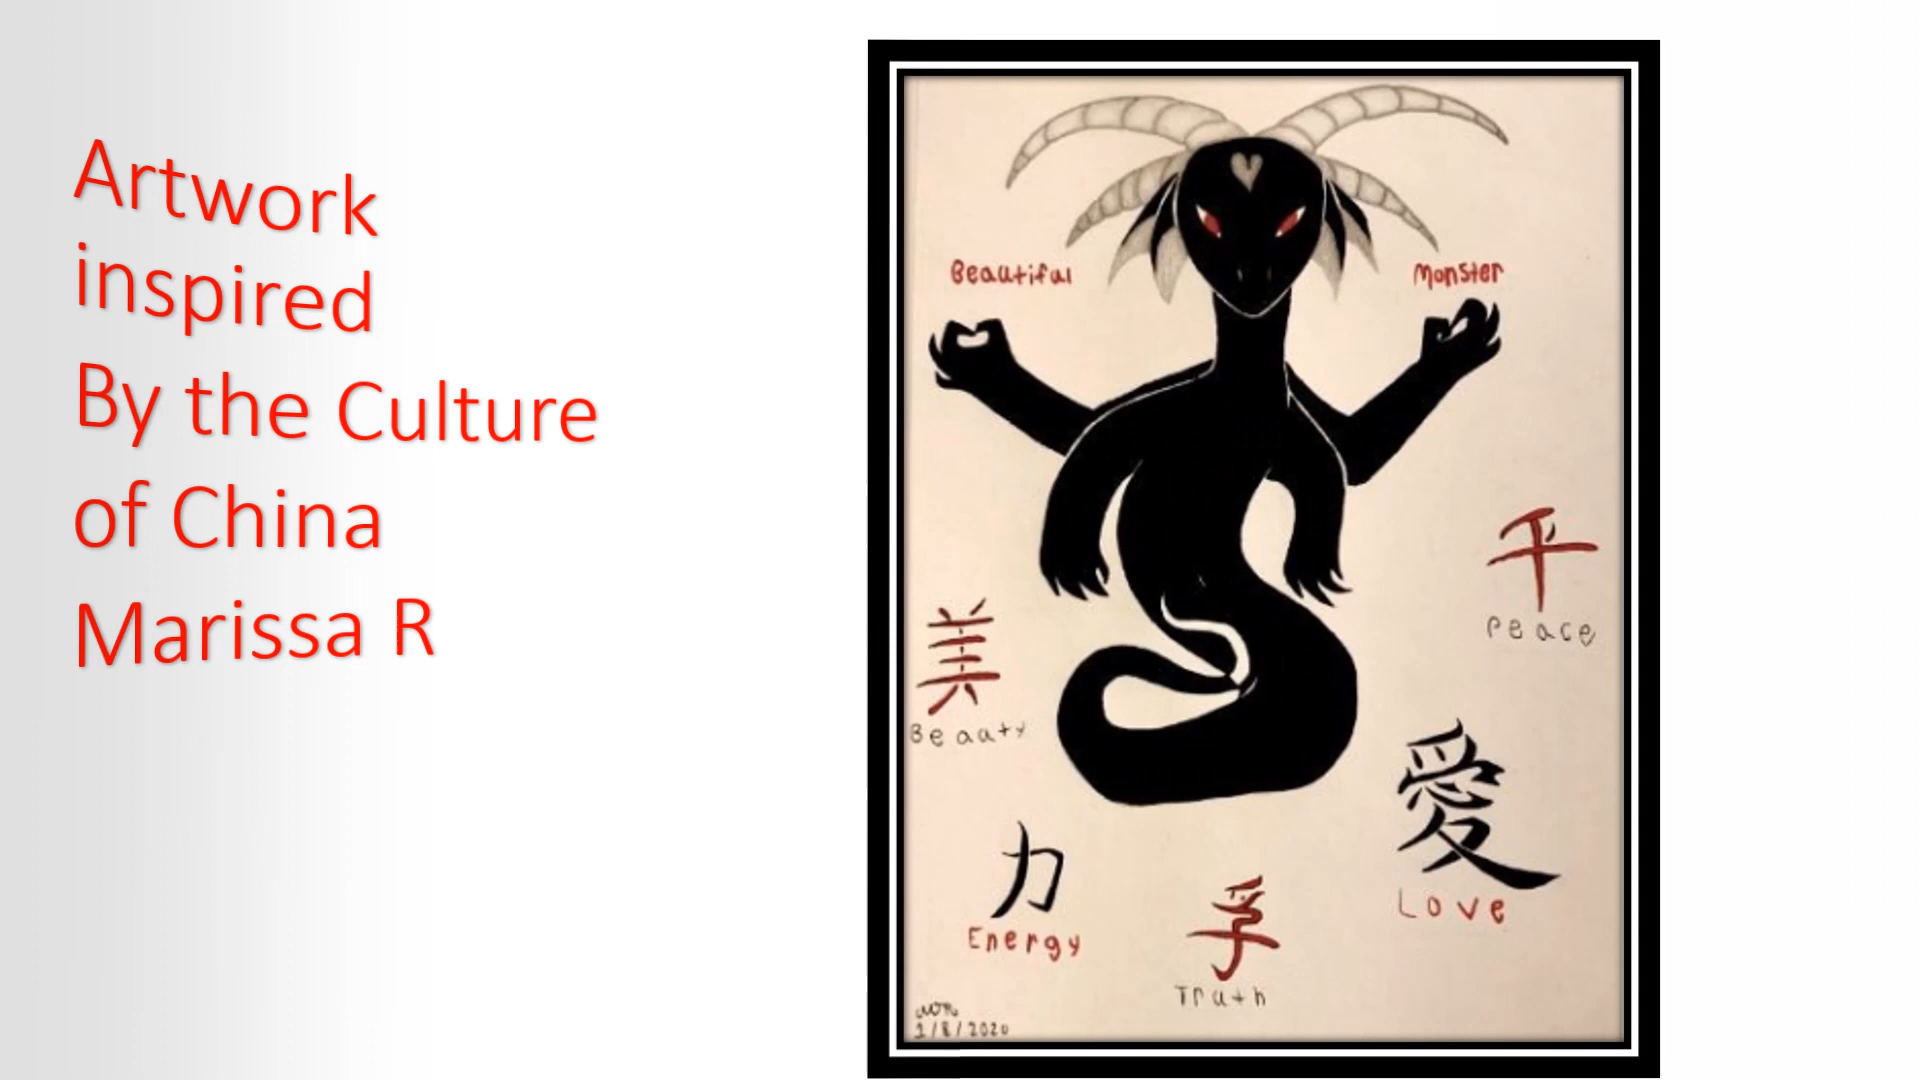 Artwork
inspired
By the Culture
of China
Marissa R
Beautiful
Monster
平
Peace
美
Beauty
愛
Love
力
Energy
孚
Truth
1/8/2020